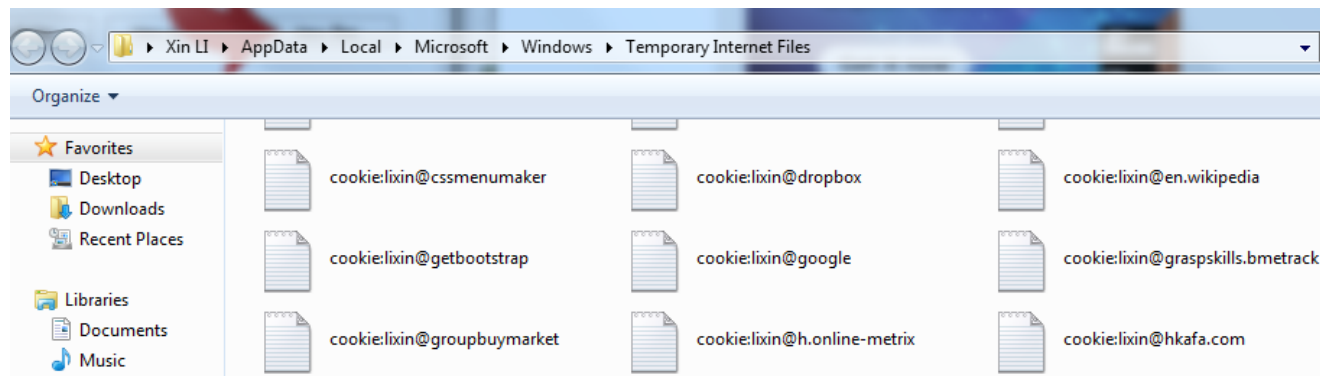 Xin LI AppData Local Microsoft Windows Temporary Internet Files
Organize
Favorites
Desktop
Downloads
Recent Places
Libraries
Documents
Music
cookie:lixin@cssmenumaker cookie:lixin@dropbox cookie:lixin@en.wikipedia
cookie:lixin@getbootstrap cookie:lixin@google cookie:lixin@graspskills.bmetrack
cookie:lixin@groupbuymarket cookie:lixin@h.online-metrix cookie:lixin@hkafa.com